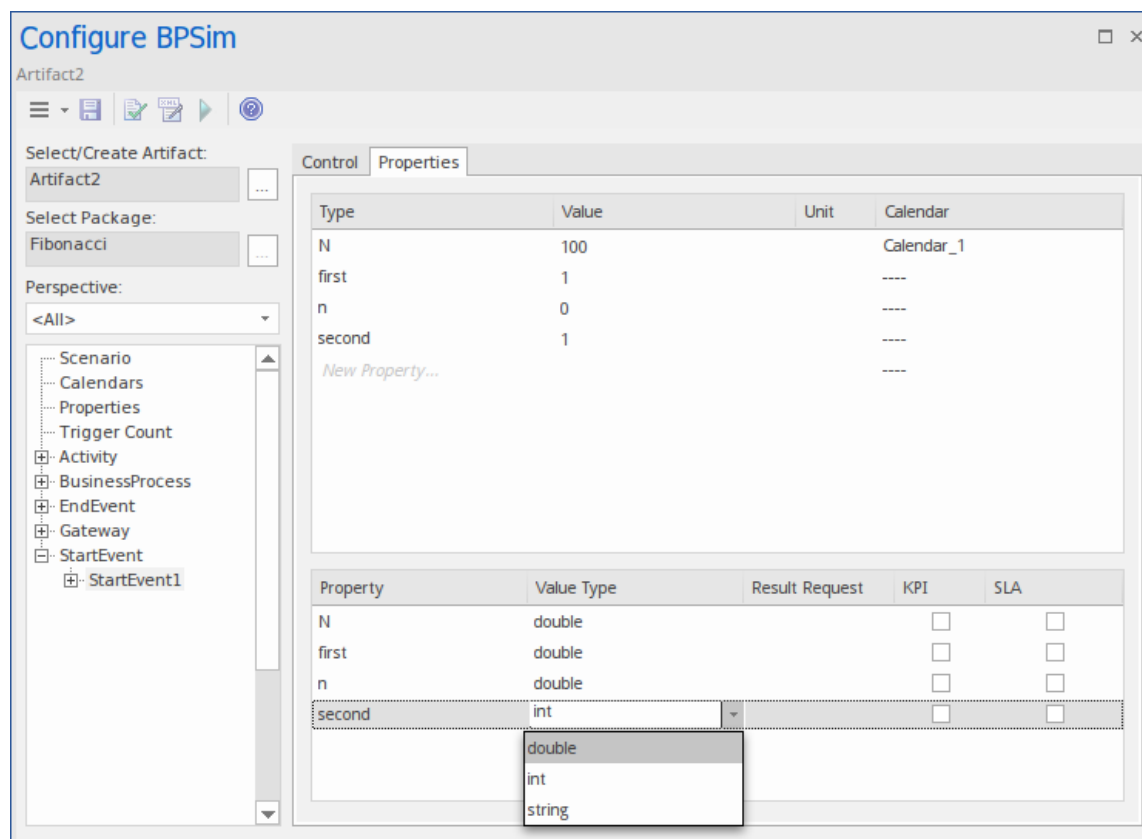 Configure BPSim
Artifact2
Select/Create Artifact:
Artifact2
...
Select Package:
Fibonacci
...
Perspective:
<All>
Scenario
Calendars
Properties
Trigger Count
Activity
BusinessProcess
EndEvent
Gateway
StartEvent
StartEvent1
Control Properties
Type Value Unit Calendar
N 100 Calendar_1
first 1 ----
n 0 ----
second 1 ----
New Property... ----
Property Value Type Result Request KPI SLA
N double
first double
n double
second int
double
int
string